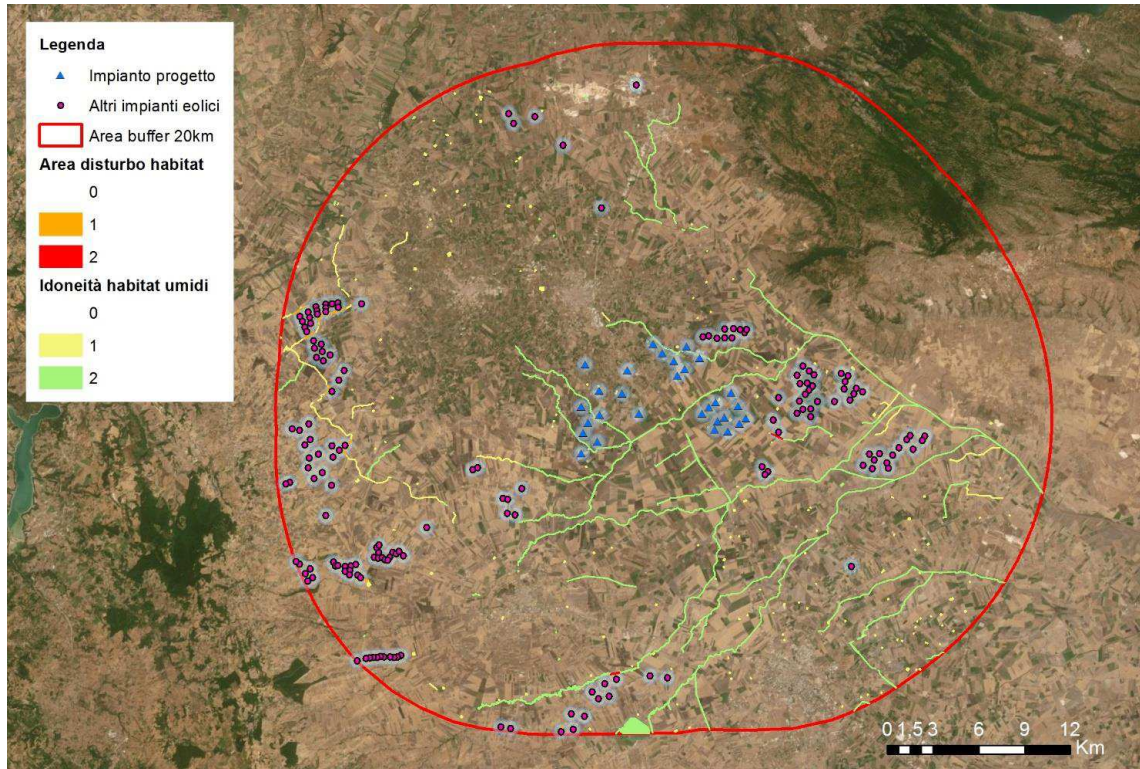 Legenda
Impianto progetto
Altri impianti eolici
Area buffer 20km
Area disturbo habitat
0
1
2
Idoneità habitat umidi
0
1
2
0 1,5 3 6 9 12
Km